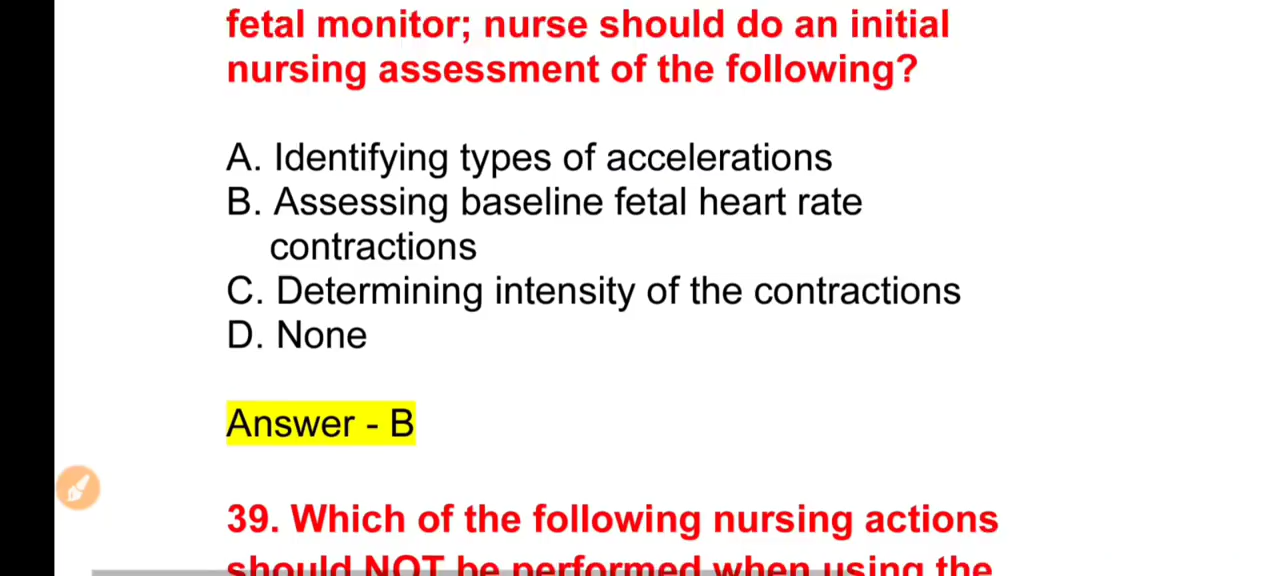 fetal monitor; nurse should do an initial
nursing assessment of the following?
A. Identifying types of accelerations
B. Assessing baseline fetal heart rate
contractions
C. Determining intensity of the contractions
D. None
Answer - B
39. Which of the following nursing actions
should NOT be performed when using the